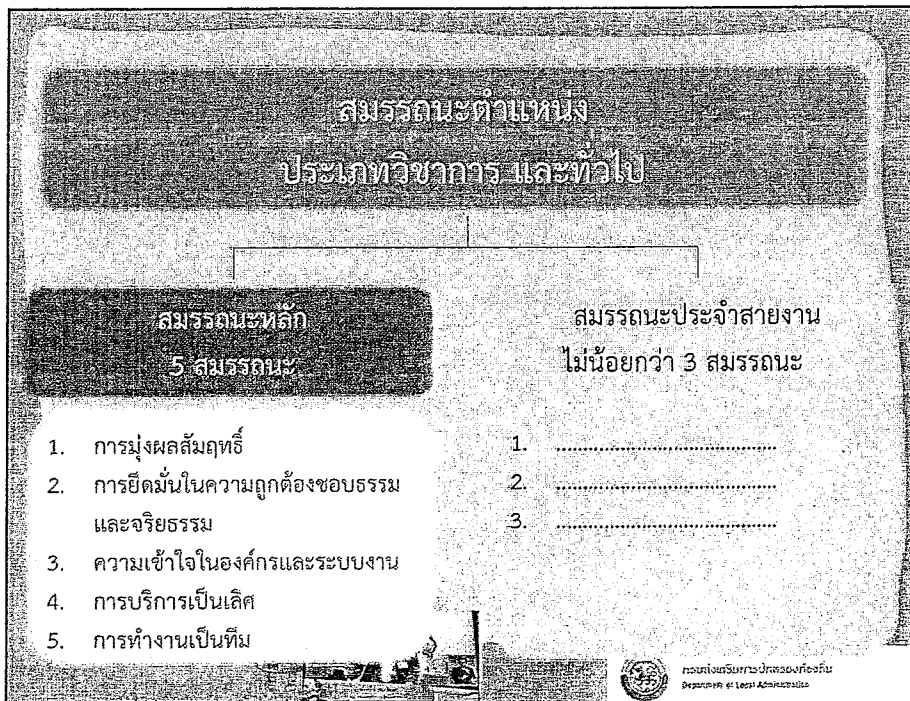 สมรรถนะตำแหน่ง
ประเภทวิชาการ และทั่วไป
สมรรถนะหลัก
5 สมรรถนะ
1. การมุ่งผลสัมฤทธิ์
2. การยึดมั่นในความถูกต้องชอบธรรม
และจริยธรรม
3. ความเข้าใจในองค์กรและระบบงาน
4. การบริการเป็นเลิศ
5. การทำงานเป็นทีม
สมรรถนะประจำสายงาน
ไม่น้อยกว่า 3 สมรรถนะ
1. ........................................
2. ........................................
3. ........................................
กรมส่งเสริมการปกครองท้องถิ่น
Department of Local Administration